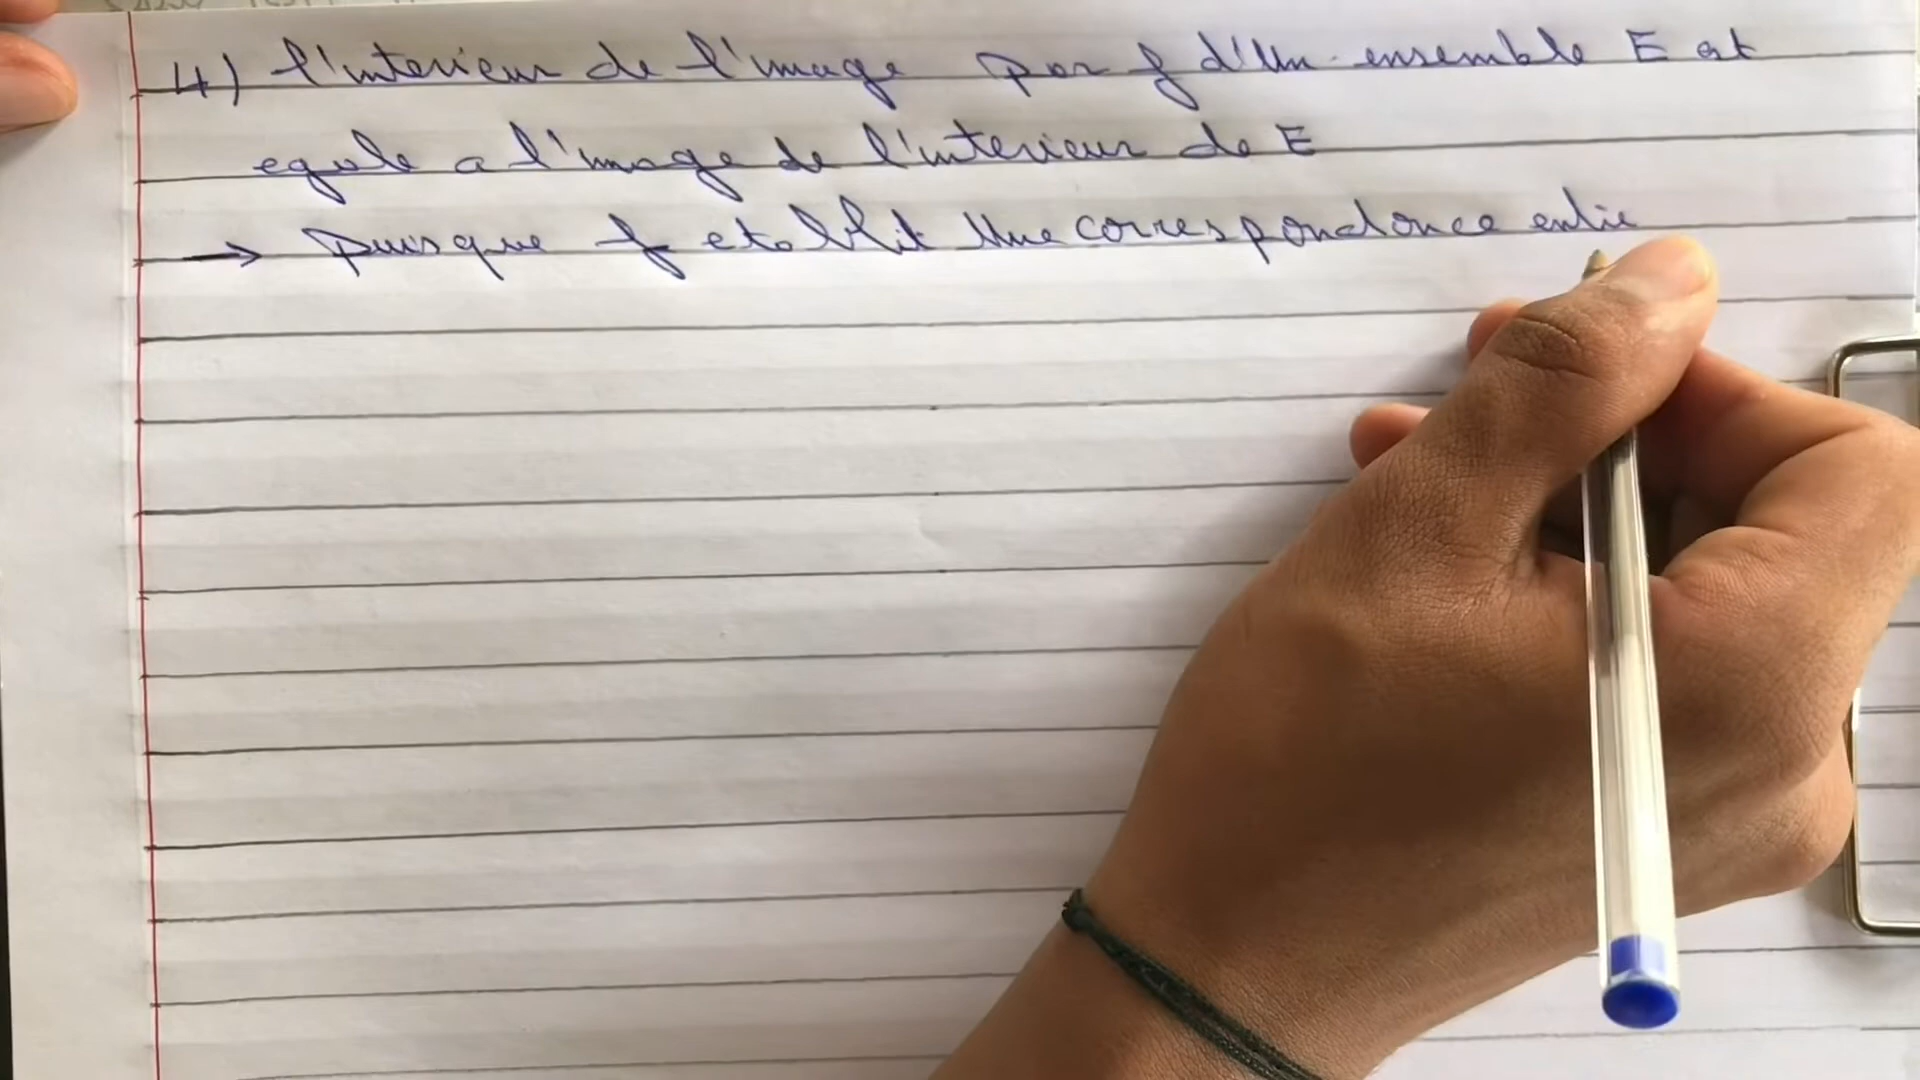 4) l'interieur de l'image par f d'Un ensemble E est
egale a l'image de l'interieur de E
→ Puisque f etablit Une correspondance entre